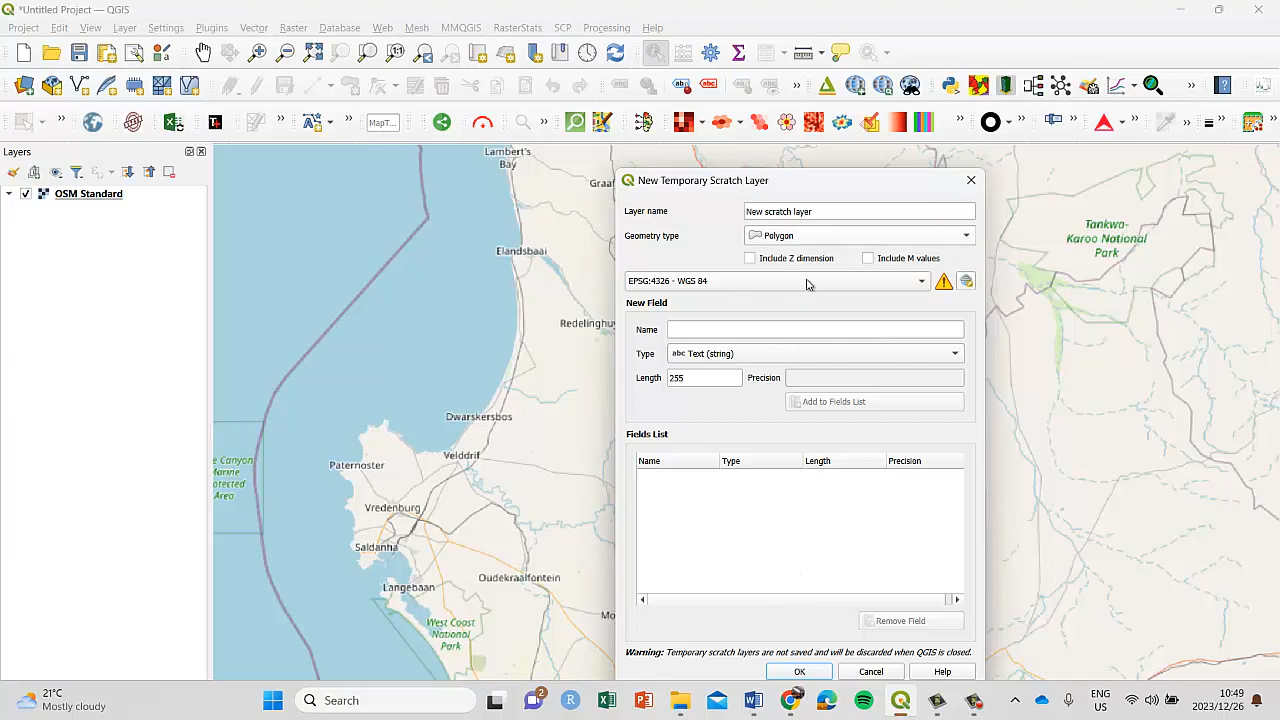 *Untitled Project — QGIS
Project Edit View Layer Settings Plugins Vector Raster Database Web Mesh MMQGIS RasterStats SCP Processing Help
Layers
OSM Standard
Lambert's
Bay
Graaf
Elandsbaai
Redelinghu
Dwarskersbos
Velddrif
Paternoster
Vredenburg
Saldanha
Langebaan
Oudekraalfontein
West Coast
National
Park
Mo
e Canyon
Marine
otected
Area
Tankwa-
Karoo National
Park
New Temporary Scratch Layer
Layer name New scratch layer
Geometry type Polygon
Include Z dimension Include M values
EPSG:4326 - WGS 84
New Field
Name
Type abc Text (string)
Length 255 Precision
Add to Fields List
Fields List
Name Type Length Precision
Remove Field
Warning: Temporary scratch layers are not saved and will be discarded when QGIS is closed.
OK Cancel Help
21°C
Mostly cloudy
Search
2
ENG
US
10:49
2023/12/26